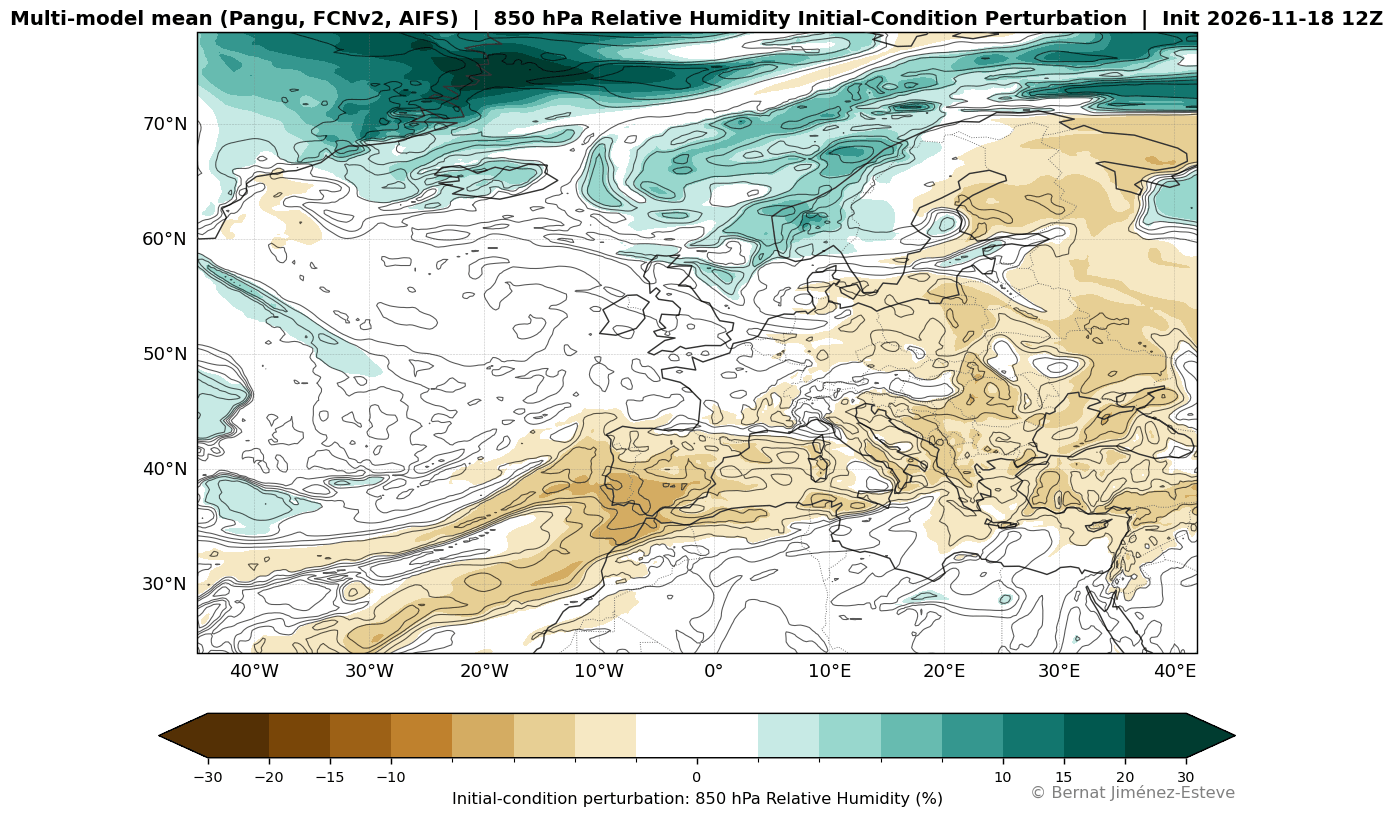 Multi-model mean (Pangu, FCNv2, AIFS)  |  850 hPa Relative Humidity Initial-Condition Perturbation  |  Init 2026-11-18 12Z
70°N
60°N
50°N
40°N
30°N
40°W 30°W 20°W 10°W 0° 10°E 20°E 30°E 40°E
−30 −20 −15 −10 0 10 15 20 30
Initial-condition perturbation: 850 hPa Relative Humidity (%)
© Bernat Jiménez-Esteve